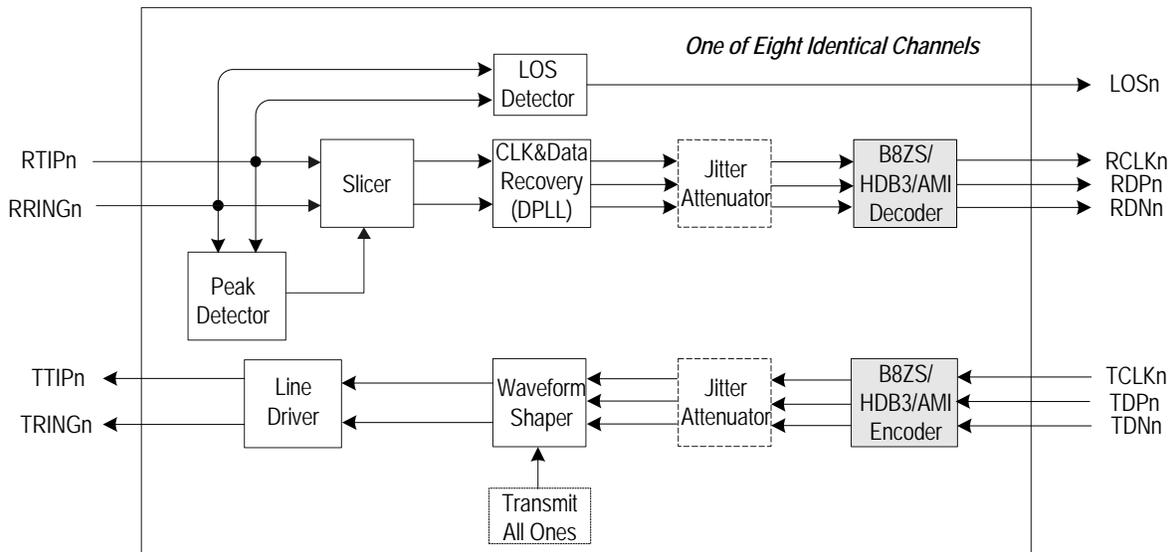 One of Eight Identical Channels
LOS
Detector
LOSn
RTIPn
RRINGn
Slicer
CLK&Data
Recovery
(DPLL)
Jitter
Attenuator
B8ZS/
HDB3/AMI
Decoder
RCLKn
RDPn
RDNn
Peak
Detector
TTIPn
TRINGn
Line
Driver
Waveform
Shaper
Jitter
Attenuator
B8ZS/
HDB3/AMI
Encoder
TCLKn
TDPn
TDNn
Transmit
All Ones